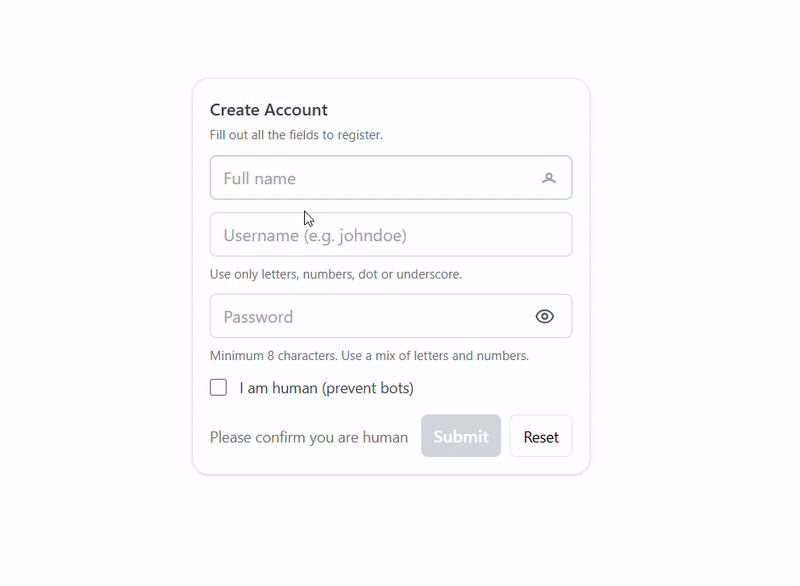 Create Account
Fill out all the fields to register.
Full name
Username (e.g. johndoe)
Use only letters, numbers, dot or underscore.
Password
Minimum 8 characters. Use a mix of letters and numbers.
I am human (prevent bots)
Please confirm you are human Submit Reset